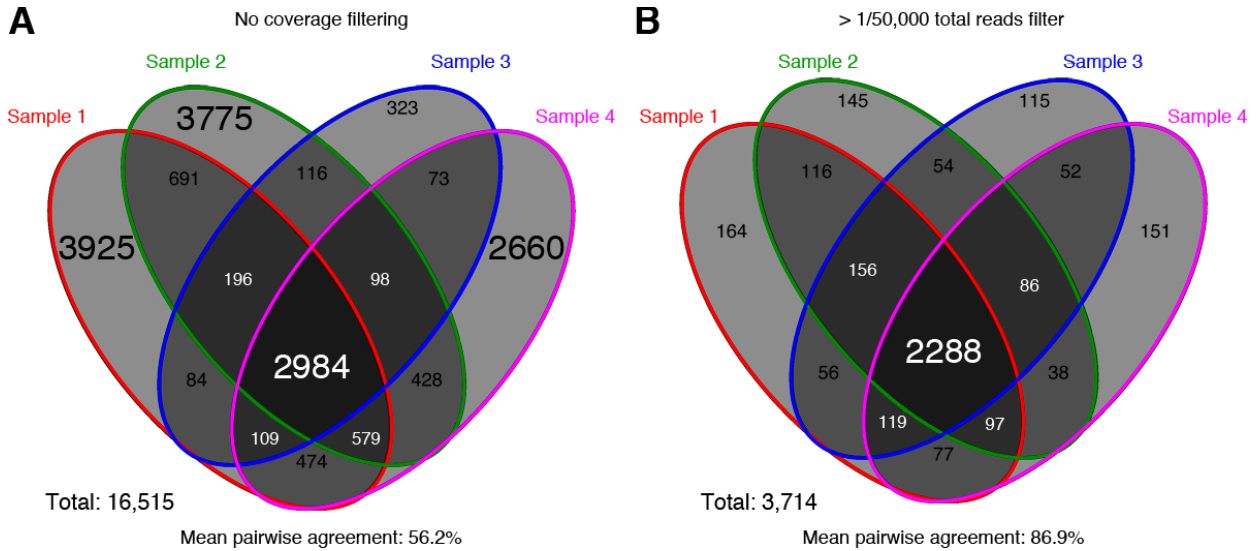 A
No coverage filtering
Sample 1
Sample 2
Sample 3
Sample 4
3775
323
691
116
73
3925
2660
196
98
2984
84
428
109
579
474
Total: 16,515
Mean pairwise agreement: 56.2%
B
> 1/50,000 total reads filter
Sample 1
Sample 2
Sample 3
Sample 4
145
115
116
54
52
164
151
156
86
2288
56
38
119
97
77
Total: 3,714
Mean pairwise agreement: 86.9%